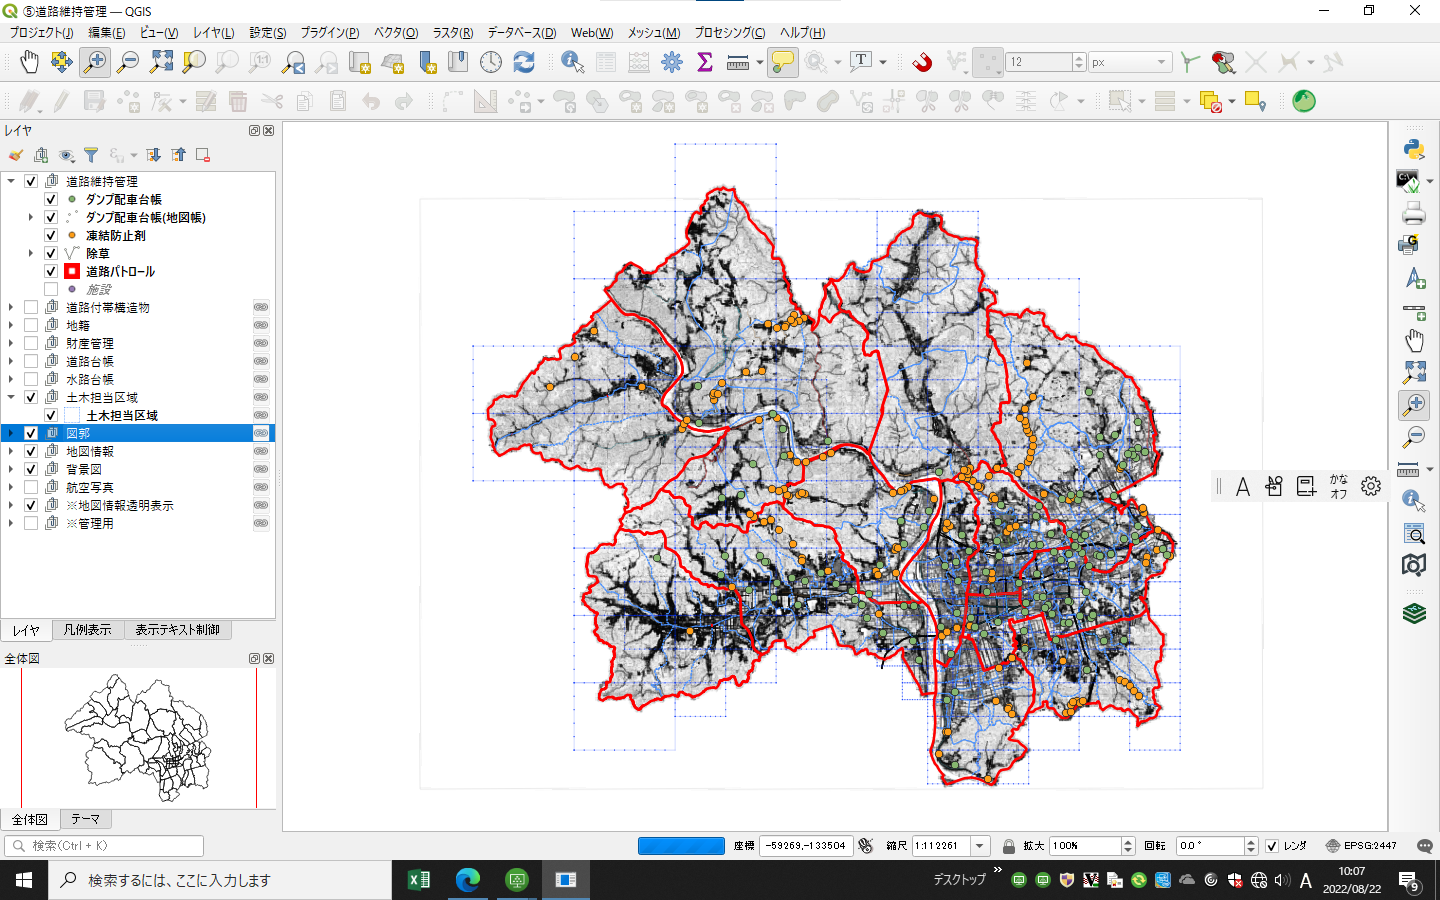 ⑤道路維持管理 — QGIS
プロジェクト(J) 編集(E) ビュー(V) レイヤ(L) 設定(S) プラグイン(P) ベクタ(O) ラスタ(R) データベース(D) Web(W) メッシュ(M) プロセシング(C) ヘルプ(H)
12 px
レイヤ
道路維持管理
ダンプ配車台帳
ダンプ配車台帳(地図帳)
凍結防止剤
除草
道路パトロール
施設
道路付帯構造物
地籍
財産管理
道路台帳
水路台帳
土木担当区域
土木担当区域
図郭
地図情報
背景図
航空写真
※地図情報透明表示
※管理用
レイヤ 凡例表示 表示テキスト制御
全体図
全体図 テーマ
検索(Ctrl + K)
座標 -59269,-133504 縮尺 1:112261 拡大 100% 回転 0.0 ° レンダ EPSG:2447
A かな
オフ
検索するには、ここに入力します
デスクトップ A 10:07
2022/08/22 9